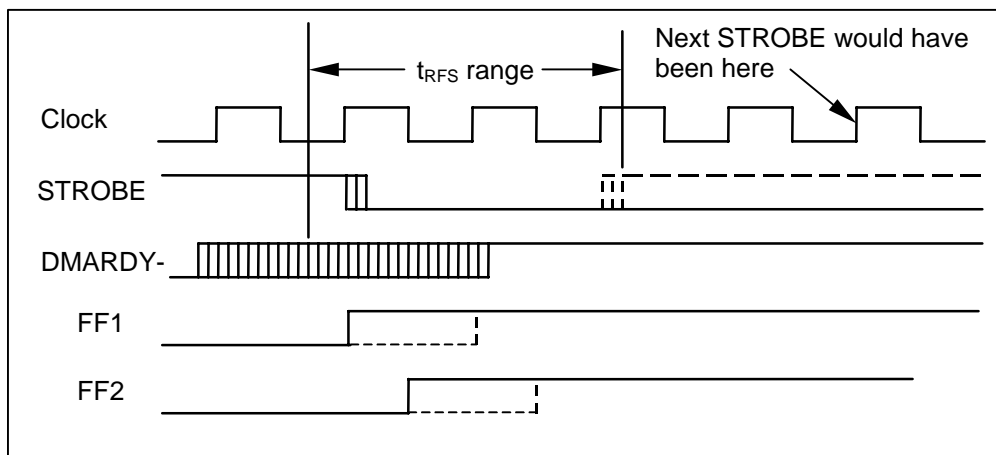 Next STROBE would have
been here
tRFS range
Clock
STROBE
DMARDY-
FF1
FF2